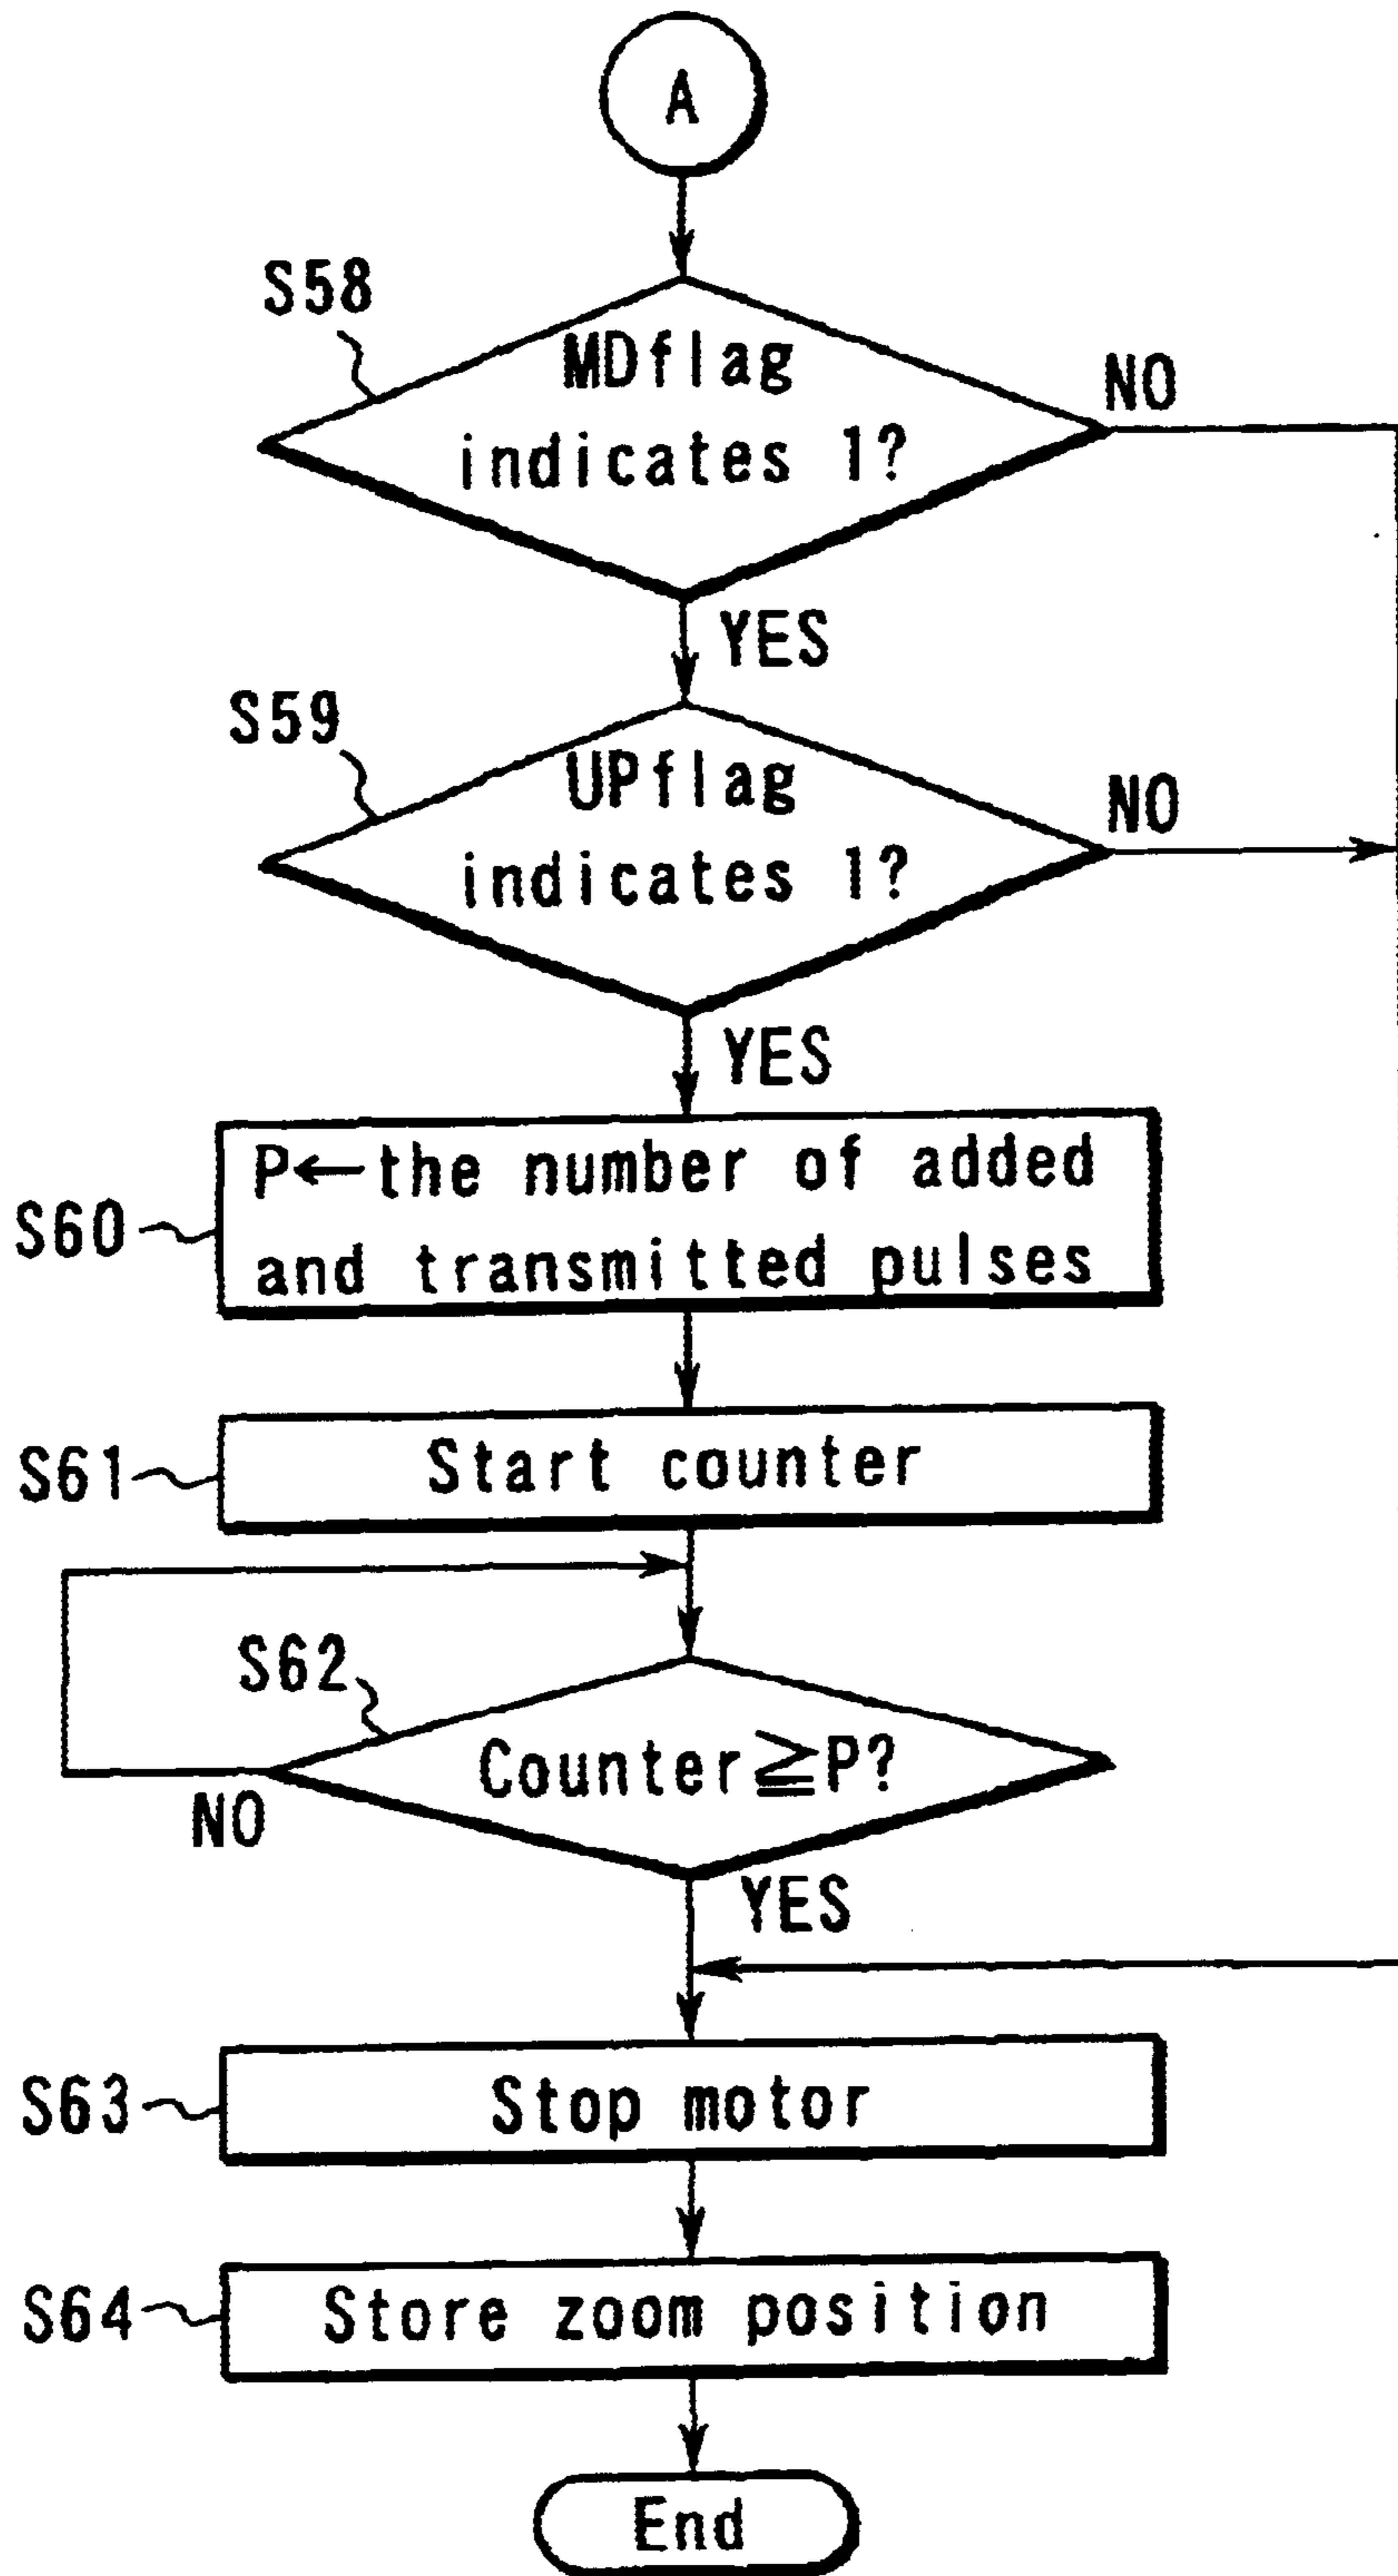 A
S58
MDflag
indicates 1?
NO
YES
S59
UPflag
indicates 1?
NO
YES
S60
P←the number of added
and transmitted pulses
S61
Start counter
S62
Counter≧P?
NO
YES
S63
Stop motor
S64
Store zoom position
End